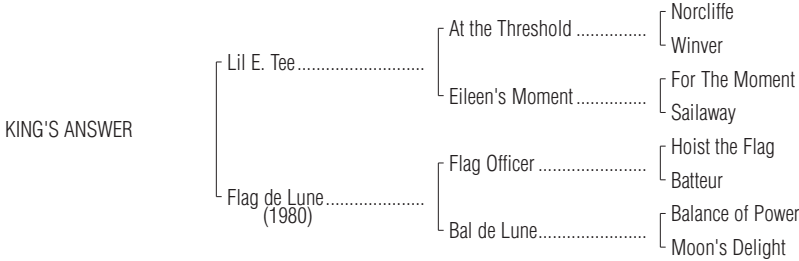 Norcliffe
At the Threshold ...............
Winver
Lil E. Tee...........................
For The Moment
Eileen's Moment ...............
Sailaway
KING'S ANSWER
Hoist the Flag
Flag Officer .......................
Batteur
Flag de Lune.....................
(1980)
Balance of Power
Bal de Lune.......................
Moon's Delight